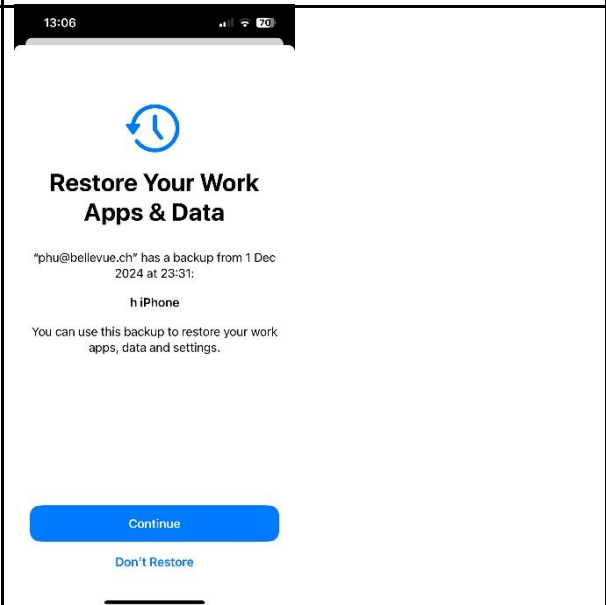 13:06
70
Restore Your Work
Apps & Data
"phu@bellevue.ch" has a backup from 1 Dec
2024 at 23:31:
h iPhone
You can use this backup to restore your work
apps, data and settings.
Continue
Don't Restore